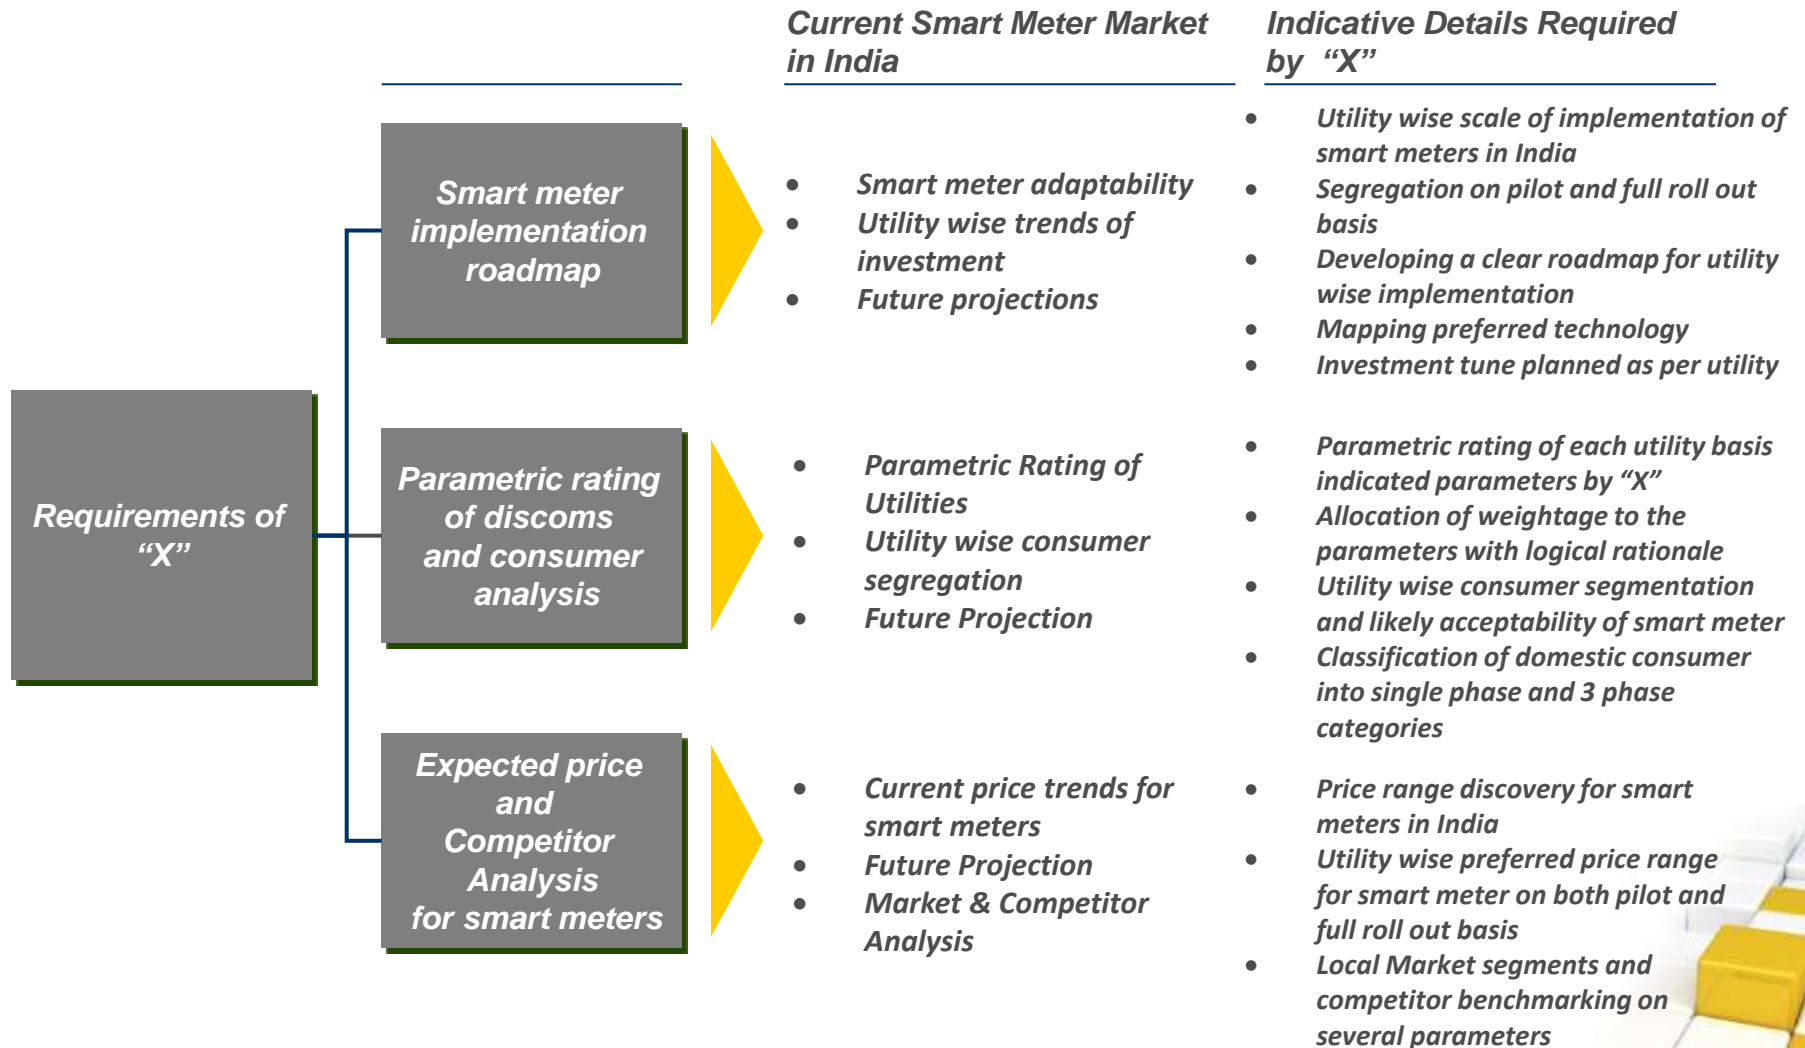 Current Smart Meter Market
in India
Indicative Details Required
by “X”
Requirements of
“X”
Smart meter
implementation
roadmap
• Smart meter adaptability
• Utility wise trends of
investment
• Future projections
• Utility wise scale of implementation of
smart meters in India
• Segregation on pilot and full roll out
basis
• Developing a clear roadmap for utility
wise implementation
• Mapping preferred technology
• Investment tune planned as per utility
Parametric rating
of discoms
and consumer
analysis
• Parametric Rating of
Utilities
• Utility wise consumer
segregation
• Future Projection
• Parametric rating of each utility basis
indicated parameters by “X”
• Allocation of weightage to the
parameters with logical rationale
• Utility wise consumer segmentation
and likely acceptability of smart meter
• Classification of domestic consumer
into single phase and 3 phase
categories
Expected price
and
Competitor
Analysis
for smart meters
• Current price trends for
smart meters
• Future Projection
• Market & Competitor
Analysis
• Price range discovery for smart
meters in India
• Utility wise preferred price range
for smart meter on both pilot and
full roll out basis
• Local Market segments and
competitor benchmarking on
several parameters